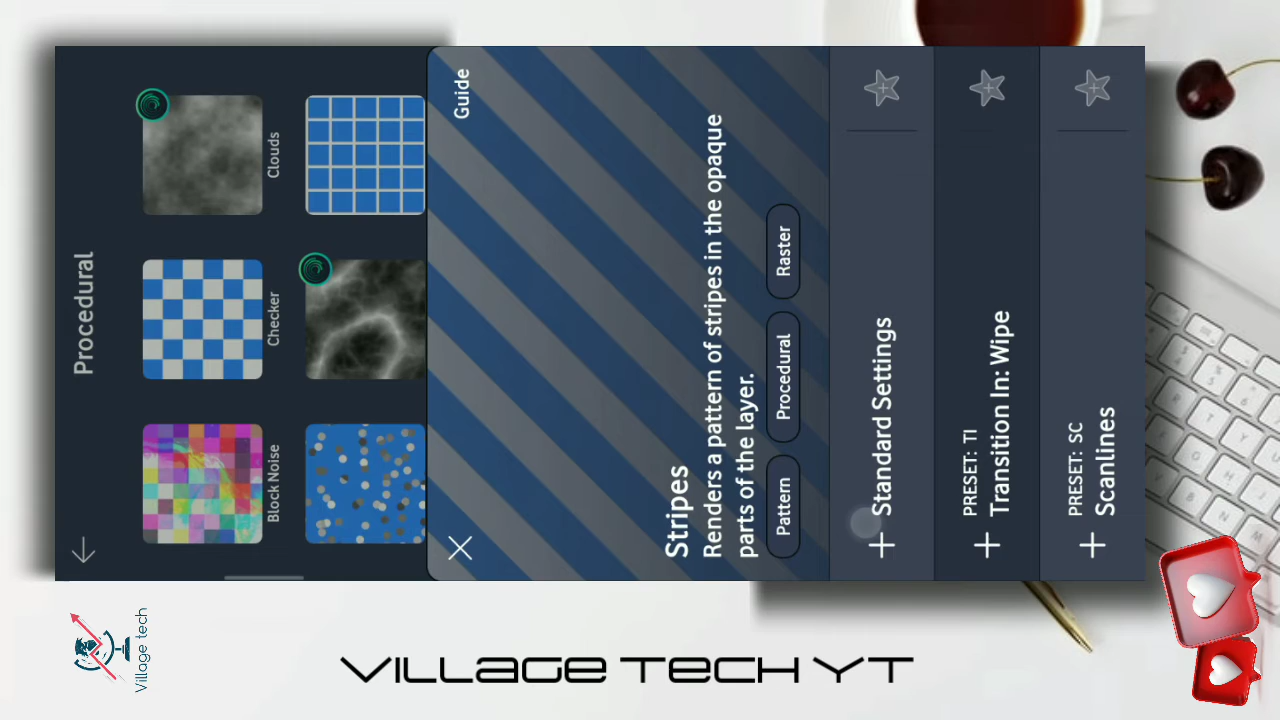 Procedural
Block Noise
Checker
Clouds
Guide
Stripes
Renders a pattern of stripes in the opaque
parts of the layer.
Pattern
Procedural
Raster
Standard Settings
PRESET: TI
Transition In: Wipe
PRESET: SC
Scanlines
Village tech
VILLAGE TECH YT